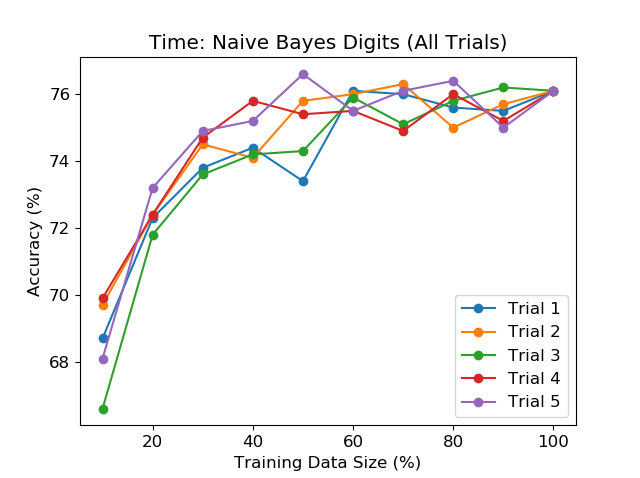 Time: Naive Bayes Digits (All Trials)
Accuracy (%)
76
74
72
70
68
20
40
60
80
100
Training Data Size (%)
Trial 1
Trial 2
Trial 3
Trial 4
Trial 5